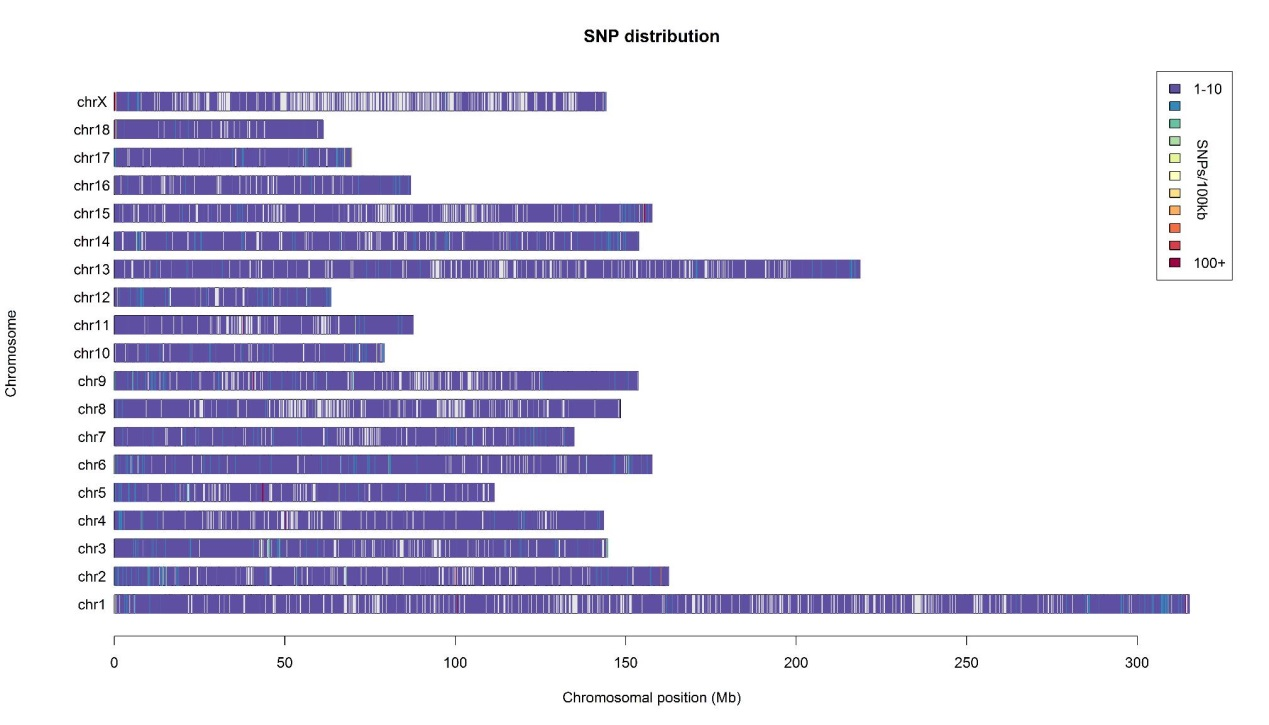 SNP distribution
chrX
chr18
chr17
chr16
chr15
chr14
chr13
chr12
chr11
chr10
chr9
chr8
chr7
chr6
chr5
chr4
chr3
chr2
chr1
Chromosome
0 50 100 150 200 250 300
Chromosomal position (Mb)
1-10
SNPs/100kb
100+